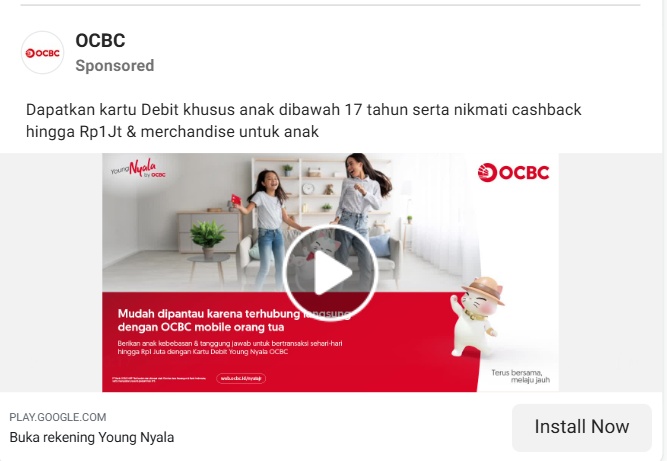 OCBC
OCBC
Sponsored
Dapatkan kartu Debit khusus anak dibawah 17 tahun serta nikmati cashback
hingga Rp1Jt & merchandise untuk anak
Young Nyala
by OCBC
OCBC
Mudah dipantau karena terhubung langsung
dengan OCBC mobile orang tua
Berikan anak kebebasan & tanggung jawab untuk bertransaksi sehari-hari
hingga Rp1 Juta dengan Kartu Debit Young Nyala OCBC
Terus bersama,
melaju jauh
PLAY.GOOGLE.COM
Buka rekening Young Nyala
Install Now